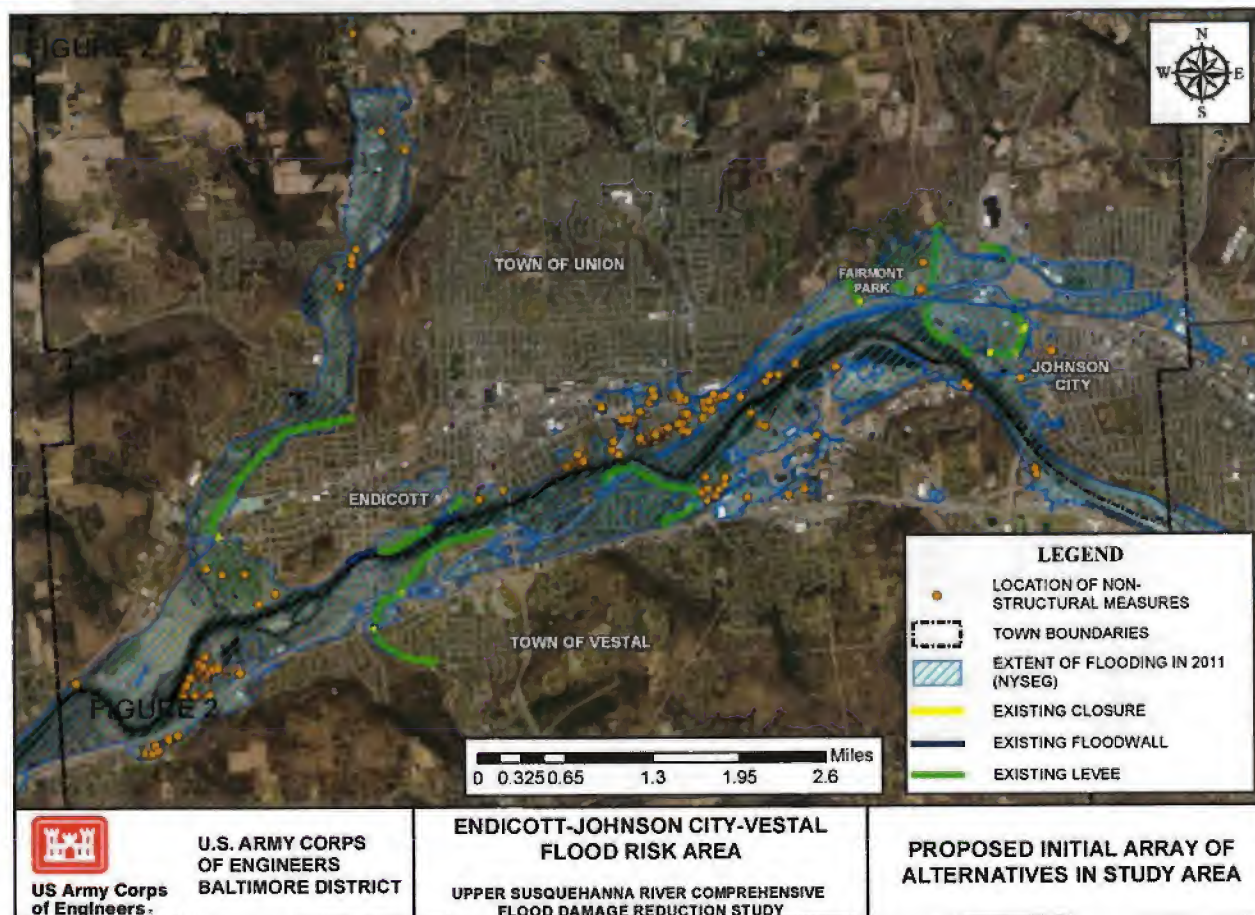 FIGURE 2
N
W E
S
TOWN OF UNION
FAIRMONT
PARK
JOHNSON
CITY
ENDICOTT
TOWN OF VESTAL
FIGURE 2
LEGEND
LOCATION OF NON-
STRUCTURAL MEASURES
TOWN BOUNDARIES
EXTENT OF FLOODING IN 2011
(NYSEG)
EXISTING CLOSURE
EXISTING FLOODWALL
EXISTING LEVEE
Miles
0 0.325 0.65 1.3 1.95 2.6
US Army Corps
of Engineers
U.S. ARMY CORPS
OF ENGINEERS
BALTIMORE DISTRICT
ENDICOTT-JOHNSON CITY-VESTAL
FLOOD RISK AREA
UPPER SUSQUEHANNA RIVER COMPREHENSIVE
FLOOD DAMAGE REDUCTION STUDY
PROPOSED INITIAL ARRAY OF
ALTERNATIVES IN STUDY AREA